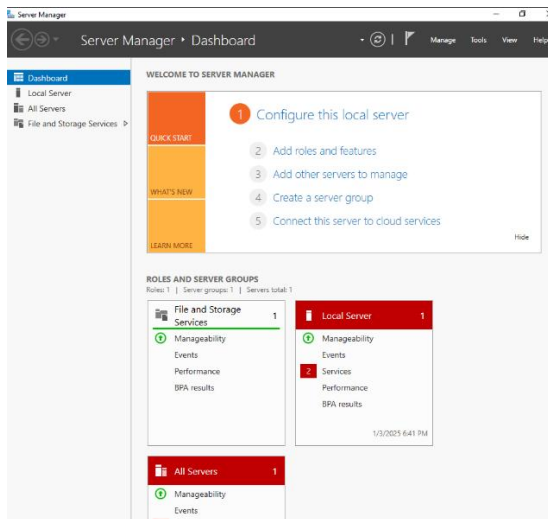 Server Manager
Server Manager • Dashboard
Manage Tools View Help
Dashboard
Local Server
All Servers
File and Storage Services
WELCOME TO SERVER MANAGER
QUICK START
WHAT'S NEW
LEARN MORE
1 Configure this local server
2 Add roles and features
3 Add other servers to manage
4 Create a server group
5 Connect this server to cloud services
Hide
ROLES AND SERVER GROUPS
Roles: 1 | Server groups: 1 | Servers total: 1
File and Storage
Services
1
Manageability
Events
Performance
BPA results
Local Server 1
Manageability
Events
2 Services
Performance
BPA results
1/3/2025 6:41 PM
All Servers 1
Manageability
Events